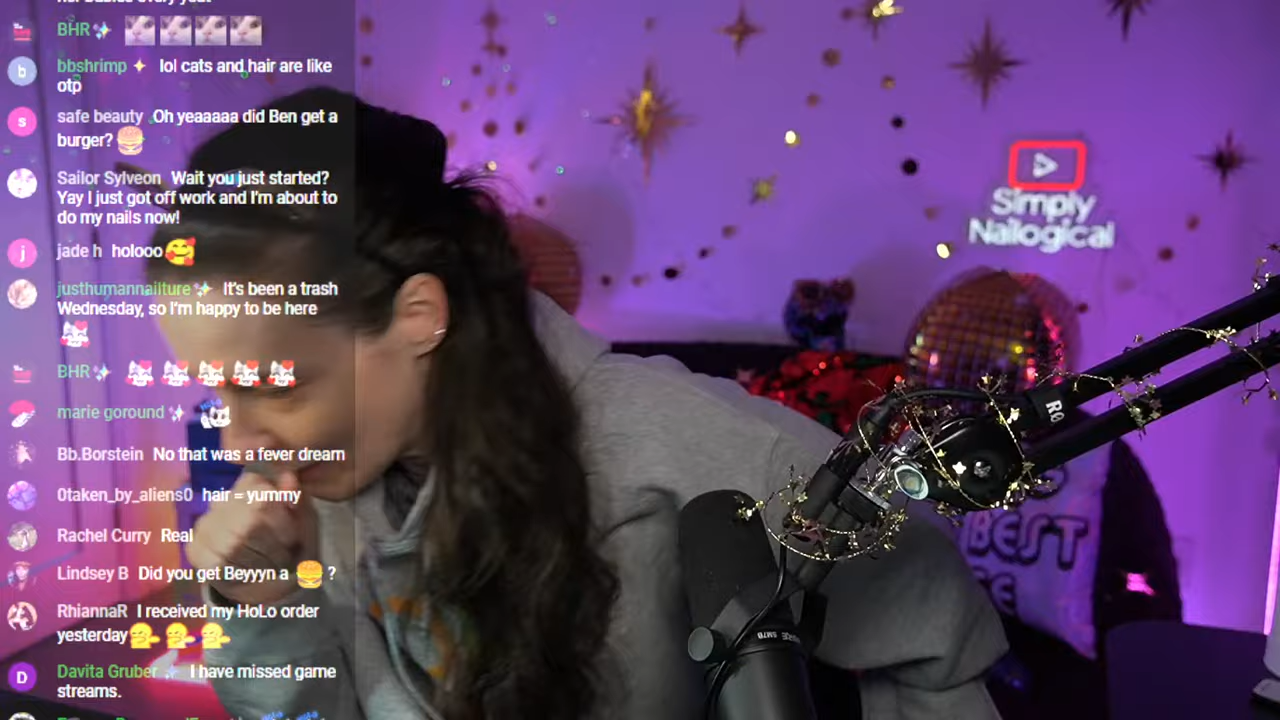 BHR
bbshrimp lol cats and hair are like
otp
safe beauty Oh yeaaaaa did Ben get a
burger?
Sailor Sylveon Wait you just started?
Yay I just got off work and I'm about to
do my nails now!
jade h holooo
justhumannailture It's been a trash
Wednesday, so I'm happy to be here
BHR
marie goround
Bb.Borstein No that was a fever dream
0taken_by_aliens0 hair = yummy
Rachel Curry Real
Lindsey B Did you get Beyyyn a ?
RhiannaR I received my HoLo order
yesterday
Davita Gruber I have missed game
streams.
Simply
Nailogical
BEST